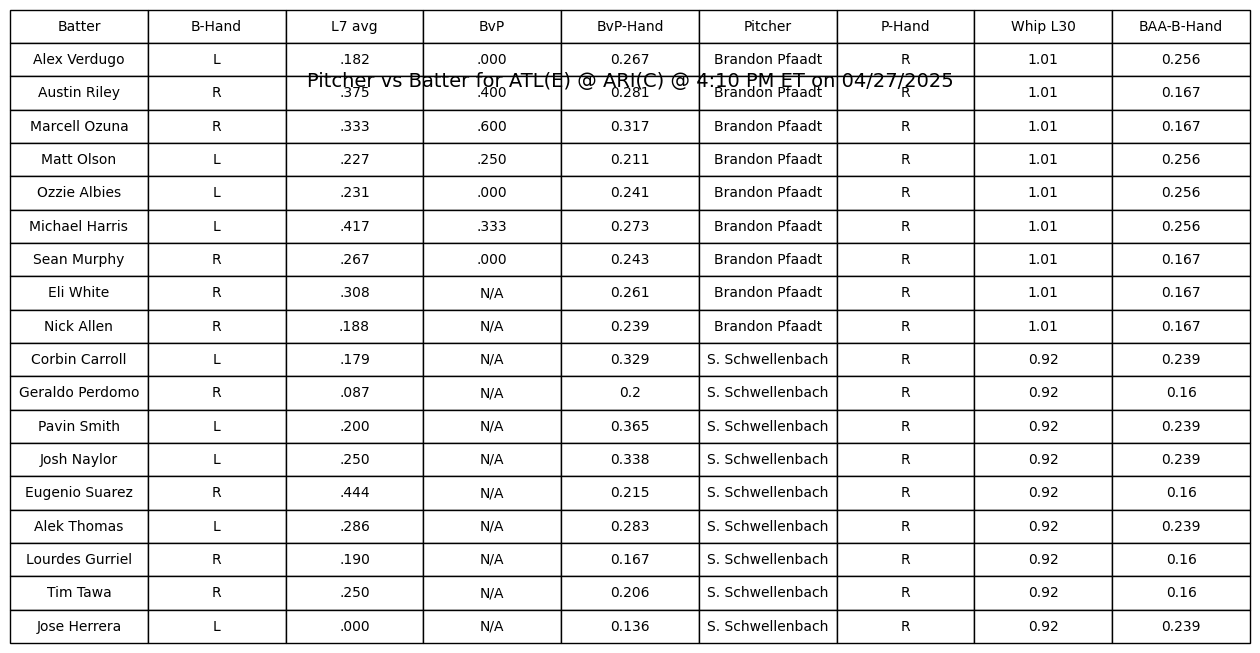 Batter B-Hand L7 avg BvP BvP-Hand Pitcher P-Hand Whip L30 BAA-B-Hand
Alex Verdugo L .182 .000 0.267 Brandon Pfaadt R 1.01 0.256
Pitcher vs Batter for ATL(E) @ ARI(C) @ 4:10 PM ET on 04/27/2025
Austin Riley R .375 .400 0.281 Brandon Pfaadt R 1.01 0.167
Marcell Ozuna R .333 .600 0.317 Brandon Pfaadt R 1.01 0.167
Matt Olson L .227 .250 0.211 Brandon Pfaadt R 1.01 0.256
Ozzie Albies L .231 .000 0.241 Brandon Pfaadt R 1.01 0.256
Michael Harris L .417 .333 0.273 Brandon Pfaadt R 1.01 0.256
Sean Murphy R .267 .000 0.243 Brandon Pfaadt R 1.01 0.167
Eli White R .308 N/A 0.261 Brandon Pfaadt R 1.01 0.167
Nick Allen R .188 N/A 0.239 Brandon Pfaadt R 1.01 0.167
Corbin Carroll L .179 N/A 0.329 S. Schwellenbach R 0.92 0.239
Geraldo Perdomo R .087 N/A 0.2 S. Schwellenbach R 0.92 0.16
Pavin Smith L .200 N/A 0.365 S. Schwellenbach R 0.92 0.239
Josh Naylor L .250 N/A 0.338 S. Schwellenbach R 0.92 0.239
Eugenio Suarez R .444 N/A 0.215 S. Schwellenbach R 0.92 0.16
Alek Thomas L .286 N/A 0.283 S. Schwellenbach R 0.92 0.239
Lourdes Gurriel R .190 N/A 0.167 S. Schwellenbach R 0.92 0.16
Tim Tawa R .250 N/A 0.206 S. Schwellenbach R 0.92 0.16
Jose Herrera L .000 N/A 0.136 S. Schwellenbach R 0.92 0.239